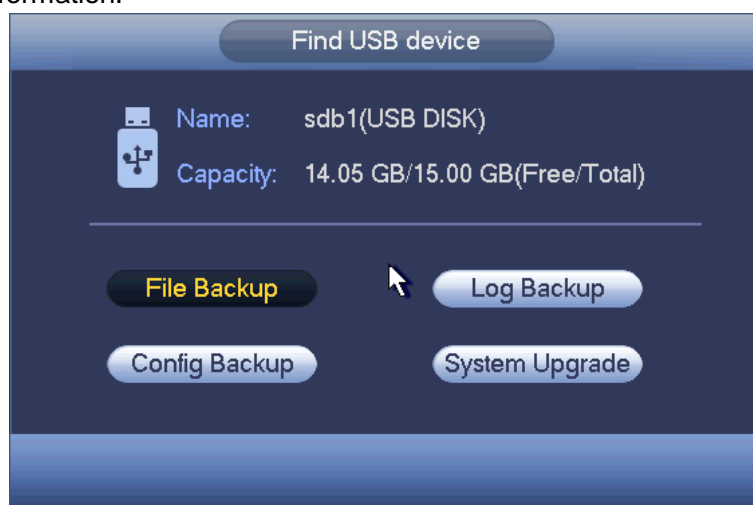 Find USB device
Name: sdb1(USB DISK)
Capacity: 14.05 GB/15.00 GB(Free/Total)
File Backup Log Backup
Config Backup System Upgrade